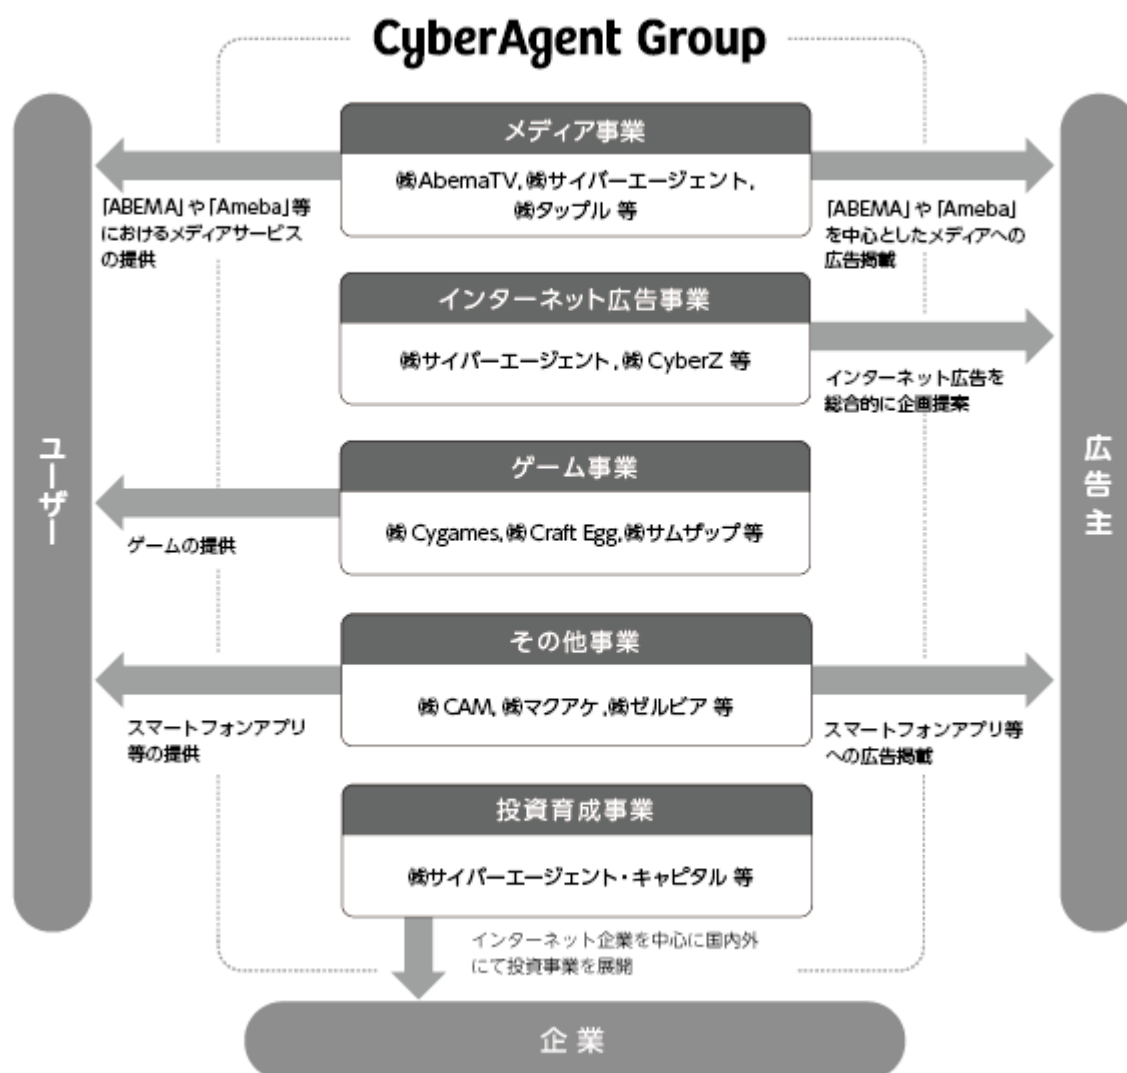 CyberAgent Group
メディア事業
㈱AbemaTV, ㈱サイバーエージェント,
㈱タップル 等
「ABEMA」や「Ameba」等
におけるメディアサービス
の提供
「ABEMA」や「Ameba」
を中心としたメディアへの
広告掲載
インターネット広告事業
㈱サイバーエージェント, ㈱ CyberZ 等
インターネット広告を
総合的に企画提案
ユーザー
広告主
ゲーム事業
㈱ Cygames, ㈱ Craft Egg, ㈱サムザップ 等
ゲームの提供
その他事業
㈱ CAM, ㈱マクアケ, ㈱ゼルビア 等
スマートフォンアプリ
等の提供
スマートフォンアプリ等
への広告掲載
投資育成事業
㈱サイバーエージェント・キャピタル 等
インターネット企業を中心に国内外
にて投資事業を展開
企業